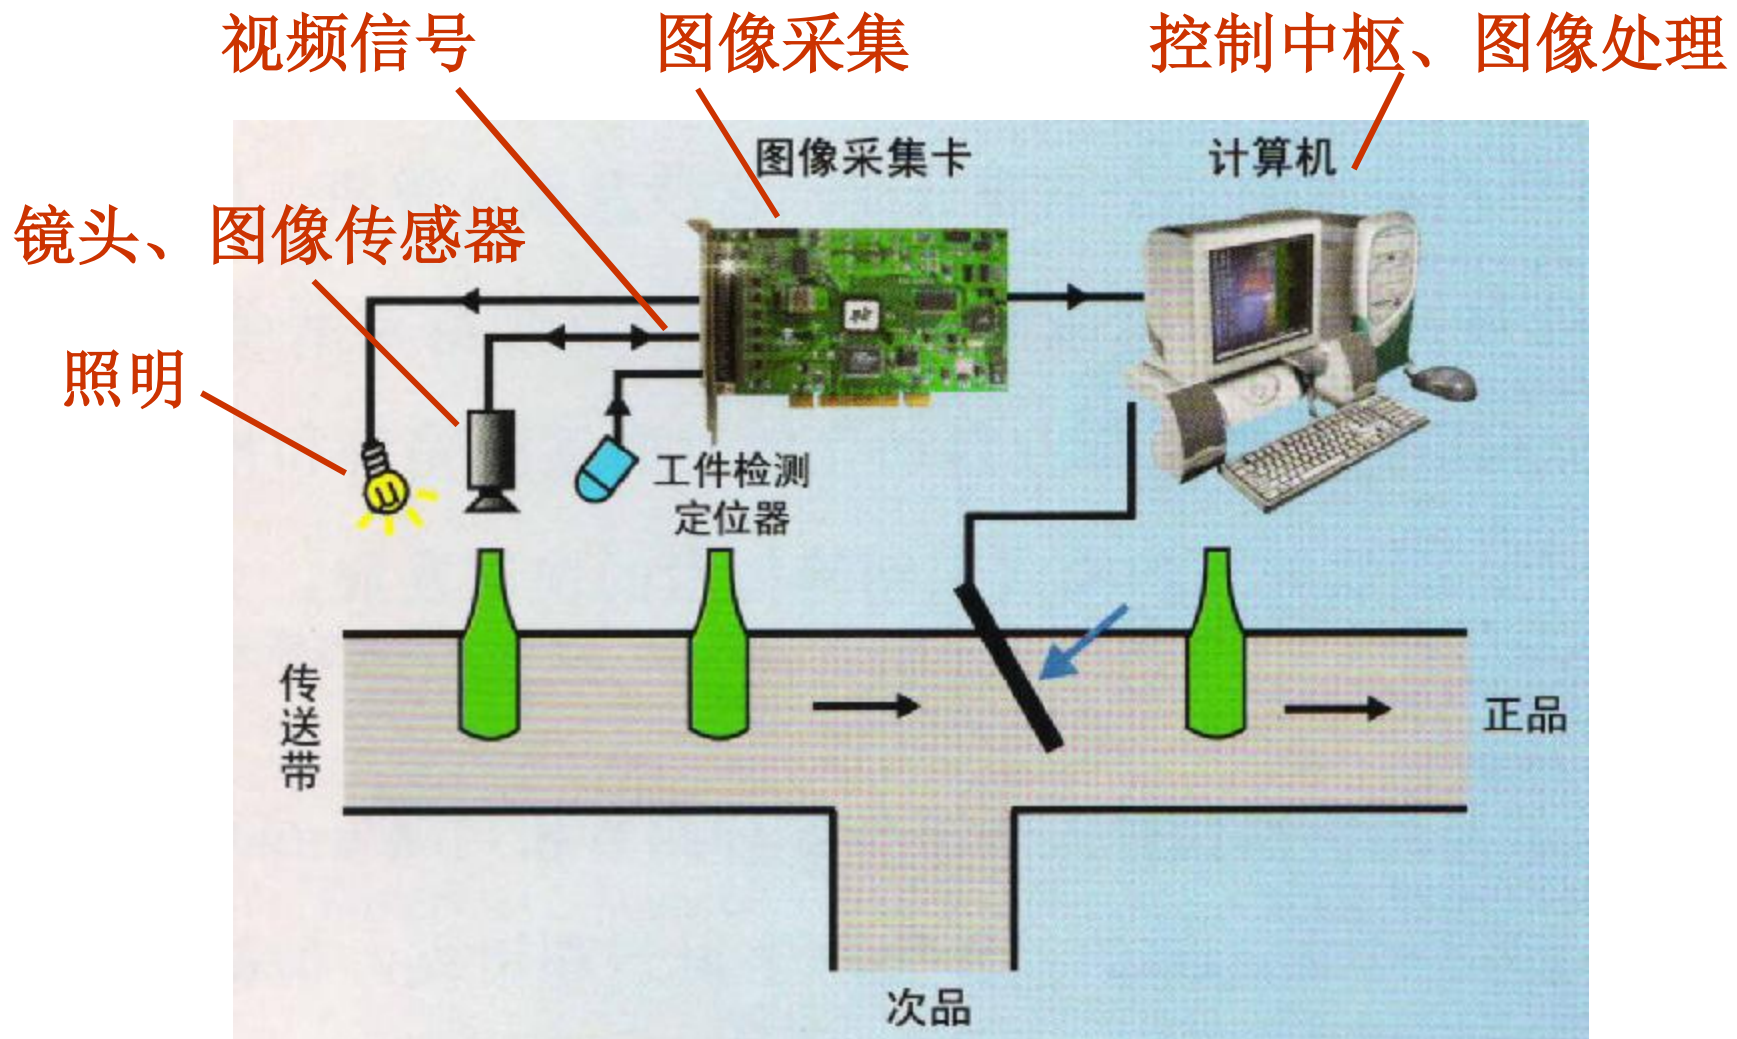 视频信号
图像采集
控制中枢、图像处理
图像采集卡
计算机
镜头、图像传感器
照明
工件检测
定位器
传送带
正品
次品